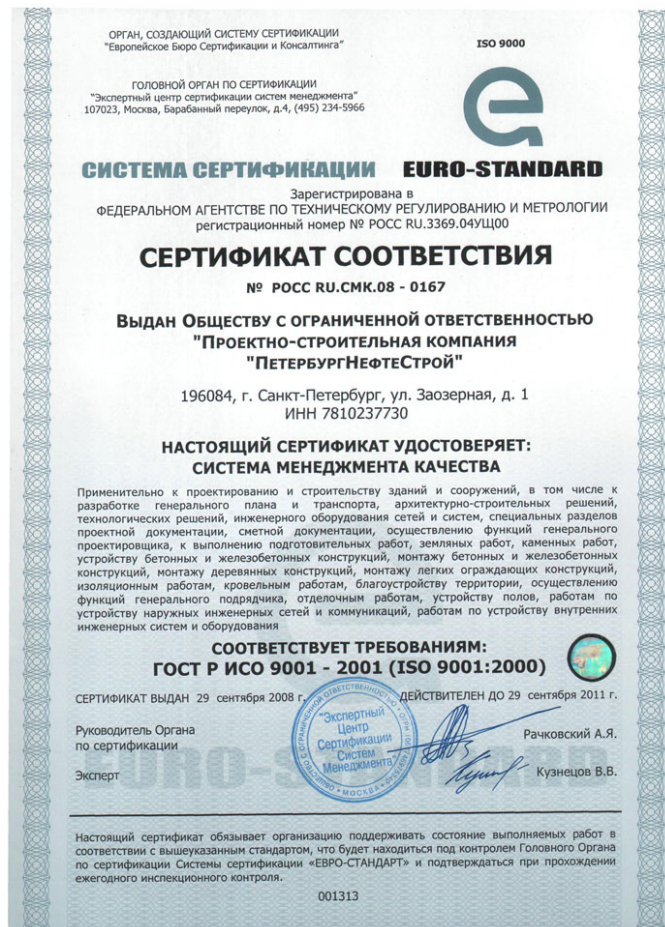 ОРГАН, СОЗДАЮЩИЙ СИСТЕМУ СЕРТИФИКАЦИИ
"Европейское Бюро Сертификации и Консалтинга"
ГОЛОВНОЙ ОРГАН ПО СЕРТИФИКАЦИИ
"Экспертный центр сертификации систем менеджмента"
107023, Москва, Барабанный переулок, д.4, (495) 234-5966
ISO 9000
СИСТЕМА СЕРТИФИКАЦИИ EURO-STANDARD
Зарегистрирована в
ФЕДЕРАЛЬНОМ АГЕНТСТВЕ ПО ТЕХНИЧЕСКОМУ РЕГУЛИРОВАНИЮ И МЕТРОЛОГИИ
регистрационный номер № РОСС RU.3369.04УЩ00
СЕРТИФИКАТ СООТВЕТСТВИЯ
№ РОСС RU.СМК.08 - 0167
Выдан Обществу с ограниченной ответственностью
"Проектно-строительная компания
"ПетербургНефтеСтрой"
196084, г. Санкт-Петербург, ул. Заозерная, д. 1
ИНН 7810237730
НАСТОЯЩИЙ СЕРТИФИКАТ УДОСТОВЕРЯЕТ:
СИСТЕМА МЕНЕДЖМЕНТА КАЧЕСТВА
Применительно к проектированию и строительству зданий и сооружений, в том числе к
разработке генерального плана и транспорта, архитектурно-строительных решений,
технологических решений, инженерного оборудования сетей и систем, специальных разделов
проектной документации, сметной документации, осуществлению функций генерального
проектировщика, к выполнению подготовительных работ, земляных работ, каменных работ,
устройству бетонных и железобетонных конструкций, монтажу бетонных и железобетонных
конструкций, монтажу деревянных конструкций, монтажу легких ограждающих конструкций,
изоляционным работам, кровельным работам, благоустройству территории, осуществлению
функций генерального подрядчика, отделочным работам, устройству полов, работам по
устройству наружных инженерных сетей и коммуникаций, работам по устройству внутренних
инженерных систем и оборудования
СООТВЕТСТВУЕТ ТРЕБОВАНИЯМ:
ГОСТ Р ИСО 9001 - 2001 (ISO 9001:2000)
СЕРТИФИКАТ ВЫДАН 29 сентября 2008 г. ДЕЙСТВИТЕЛЕН ДО 29 сентября 2011 г.
Руководитель Органа
по сертификации
Рачковский А.Я.
Эксперт
Кузнецов В.В.
"Экспертный
Центр
Сертификации
Систем
Менеджмента"
ОБЩЕСТВО С ОГРАНИЧЕННОЙ ОТВЕТСТВЕННОСТЬЮ
МОСКВА
EURO-STANDARD
Настоящий сертификат обязывает организацию поддерживать состояние выполняемых работ в
соответствии с вышеуказанным стандартом, что будет находиться под контролем Головного Органа
по сертификации Системы сертификации «ЕВРО-СТАНДАРТ» и подтверждаться при прохождении
ежегодного инспекционного контроля.
001313